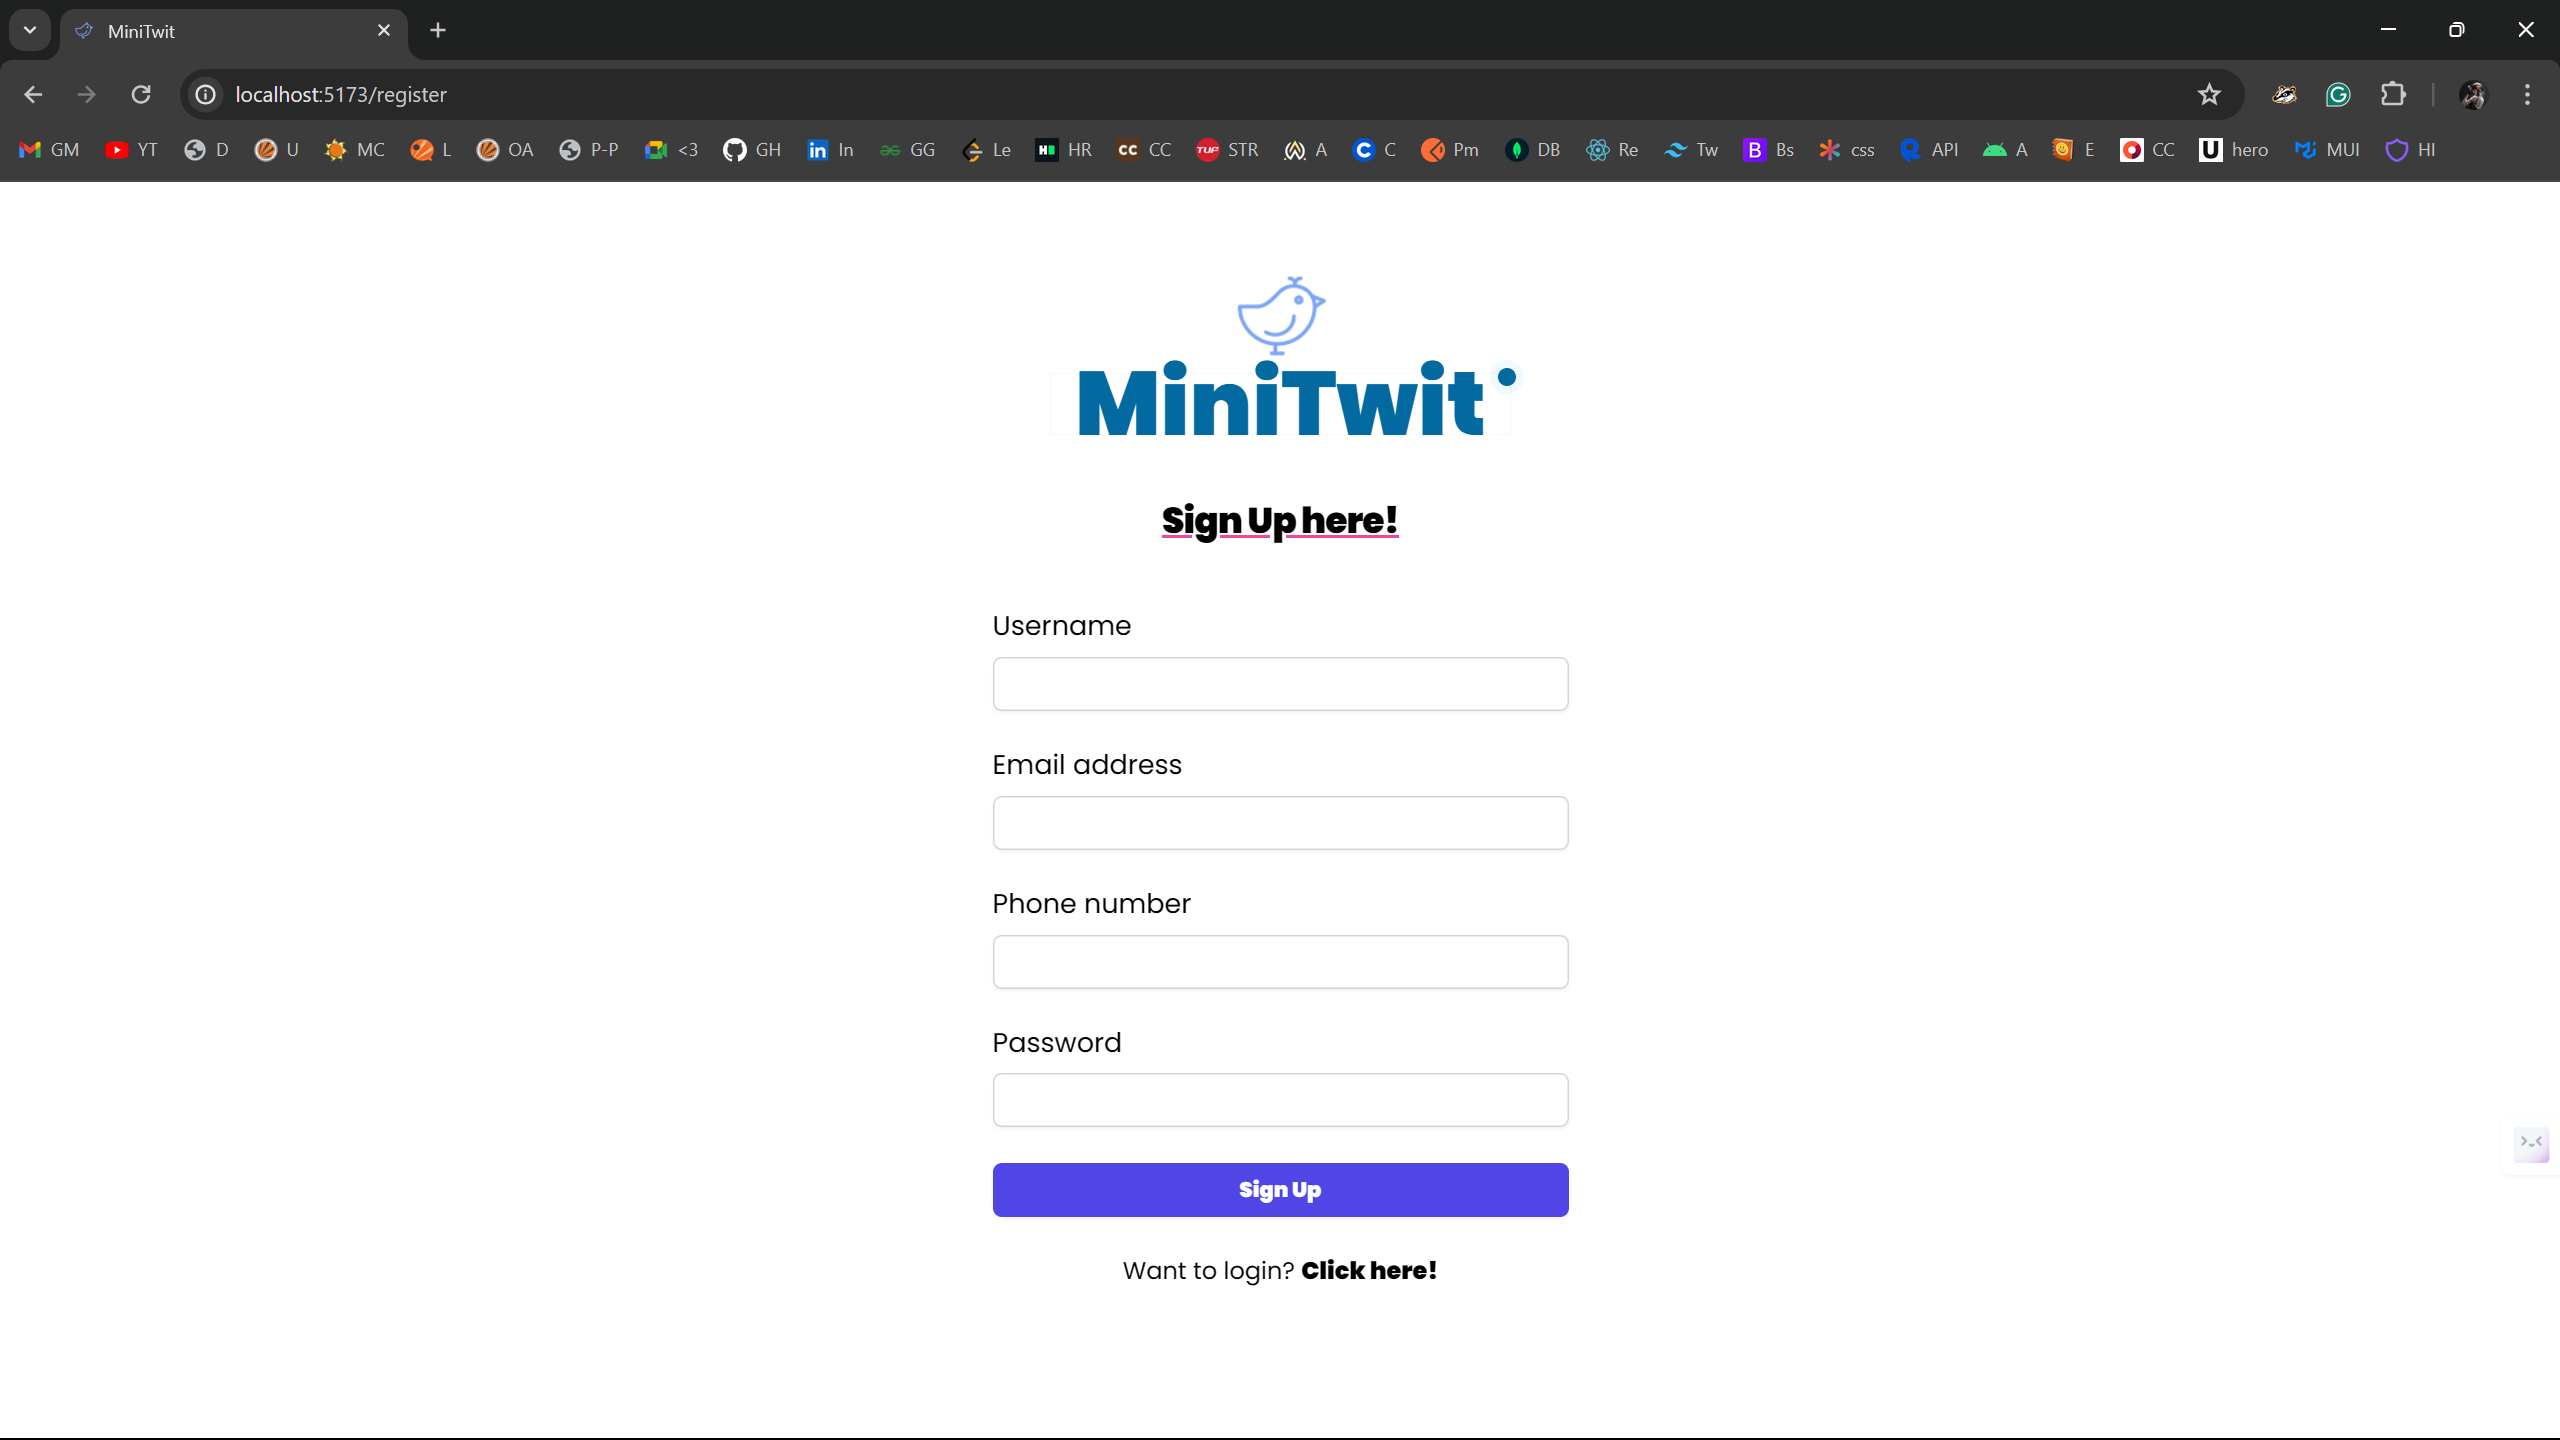 MiniTwit
localhost:5173/register
GM YT D U MC L OA P-P <3 GH In GG Le HR CC STR A C Pm DB Re Tw Bs css API A E CC hero MUI HI
MiniTwit
Sign Up here!
Username
Email address
Phone number
Password
Sign Up
Want to login? Click here!